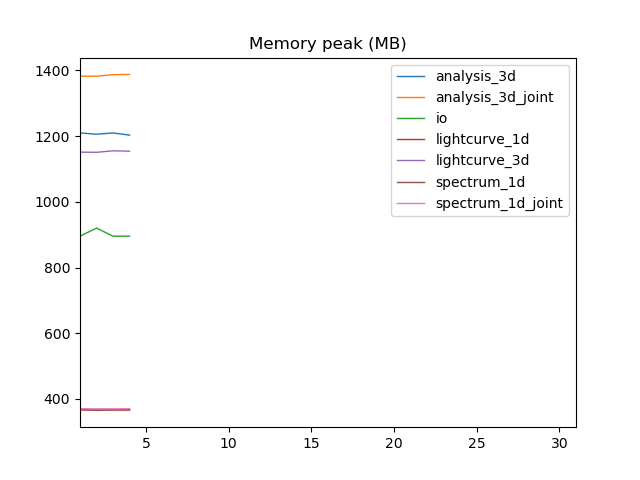 Memory peak (MB)
1400
1200
1000
800
600
400
5 10 15 20 25 30
analysis_3d
analysis_3d_joint
io
lightcurve_1d
lightcurve_3d
spectrum_1d
spectrum_1d_joint